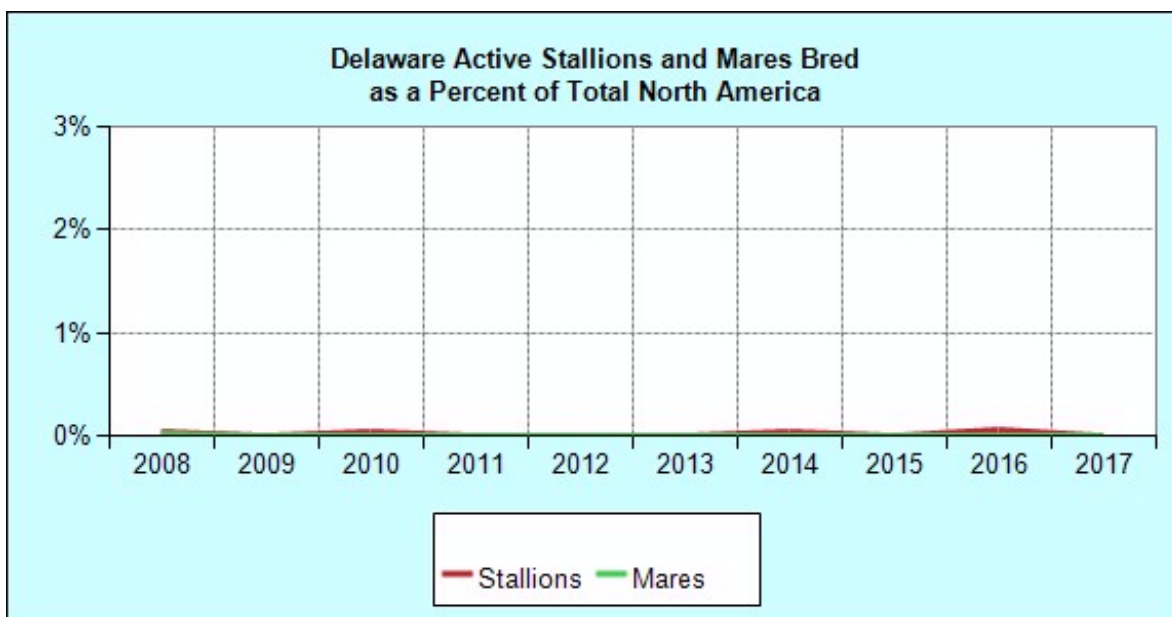 Delaware Active Stallions and Mares Bred
as a Percent of Total North America
3%
2%
1%
0%
2008 2009 2010 2011 2012 2013 2014 2015 2016 2017
Stallions Mares